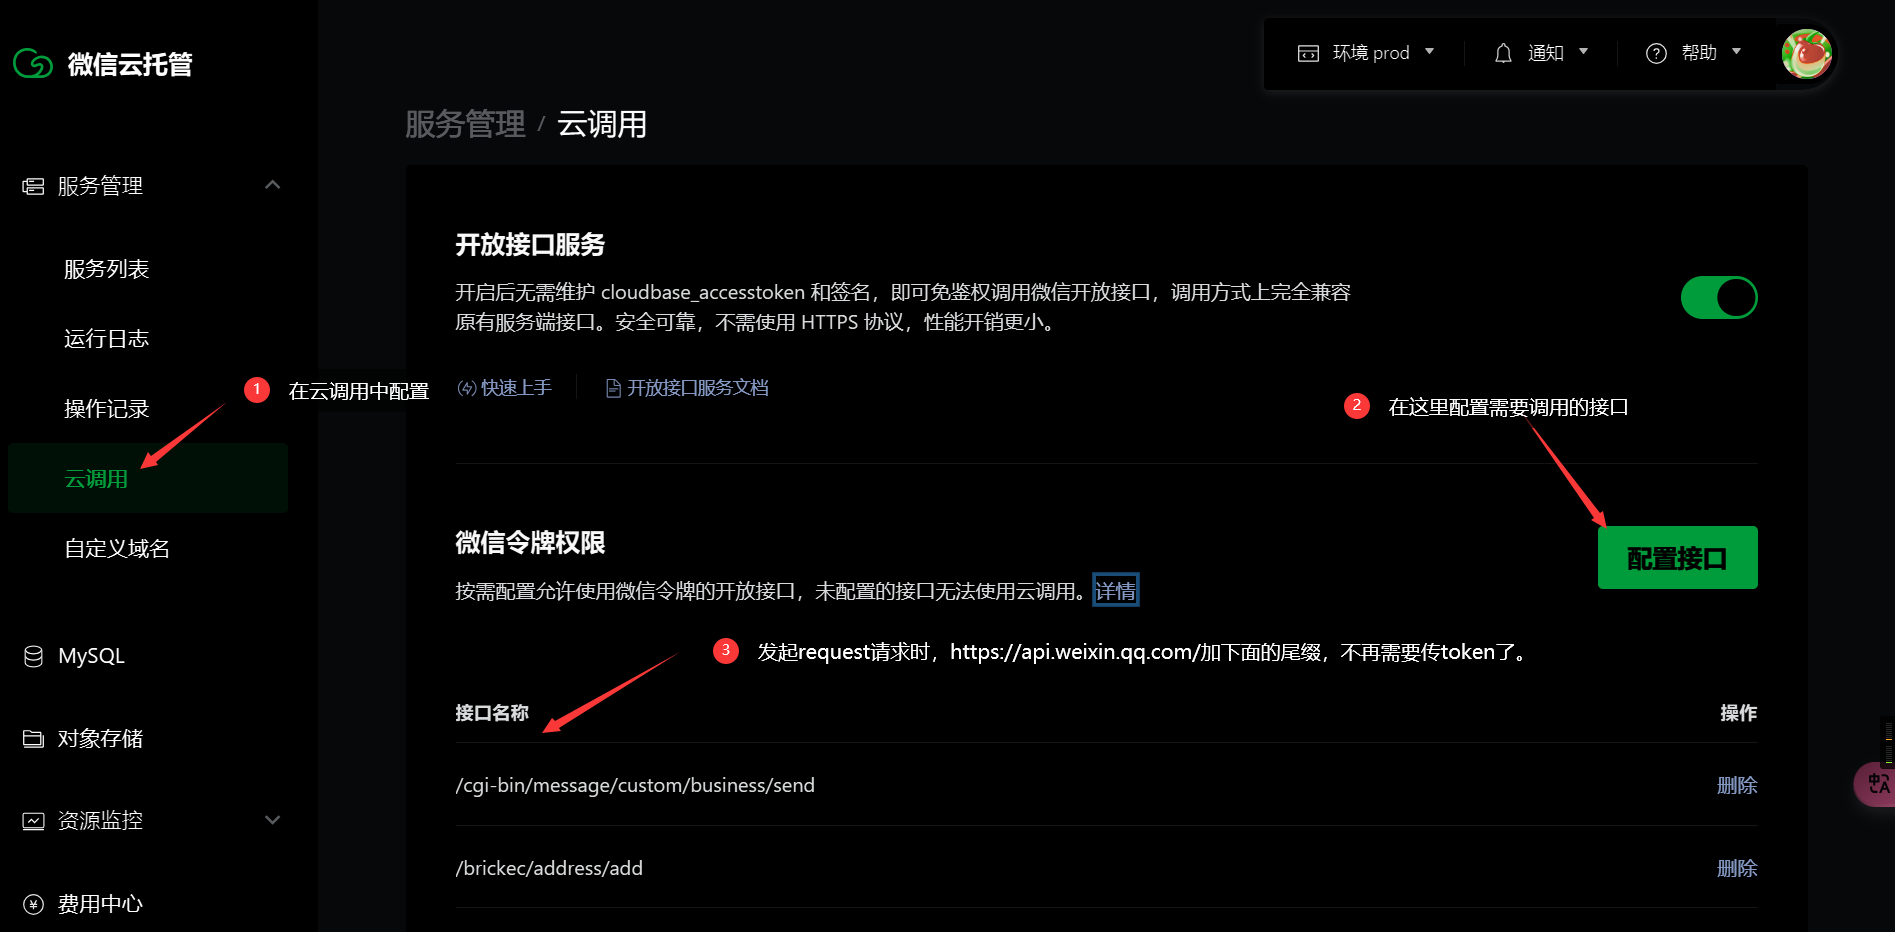 微信云托管
环境 prod
通知
帮助
服务管理 / 云调用
服务管理
服务列表
运行日志
操作记录
云调用
自定义域名
MySQL
对象存储
资源监控
费用中心
开放接口服务
开启后无需维护 cloudbase_accesstoken 和签名，即可免鉴权调用微信开放接口，调用方式上完全兼容
原有服务端接口。安全可靠，不需使用 HTTPS 协议，性能开销更小。
1 在云调用中配置
快速上手
开放接口服务文档
2 在这里配置需要调用的接口
微信令牌权限
配置接口
按需配置允许使用微信令牌的开放接口，未配置的接口无法使用云调用。详情
3 发起request请求时，https://api.weixin.qq.com/加下面的尾缀，不再需要传token了。
接口名称 操作
/cgi-bin/message/custom/business/send 删除
/brickec/address/add 删除
中
A